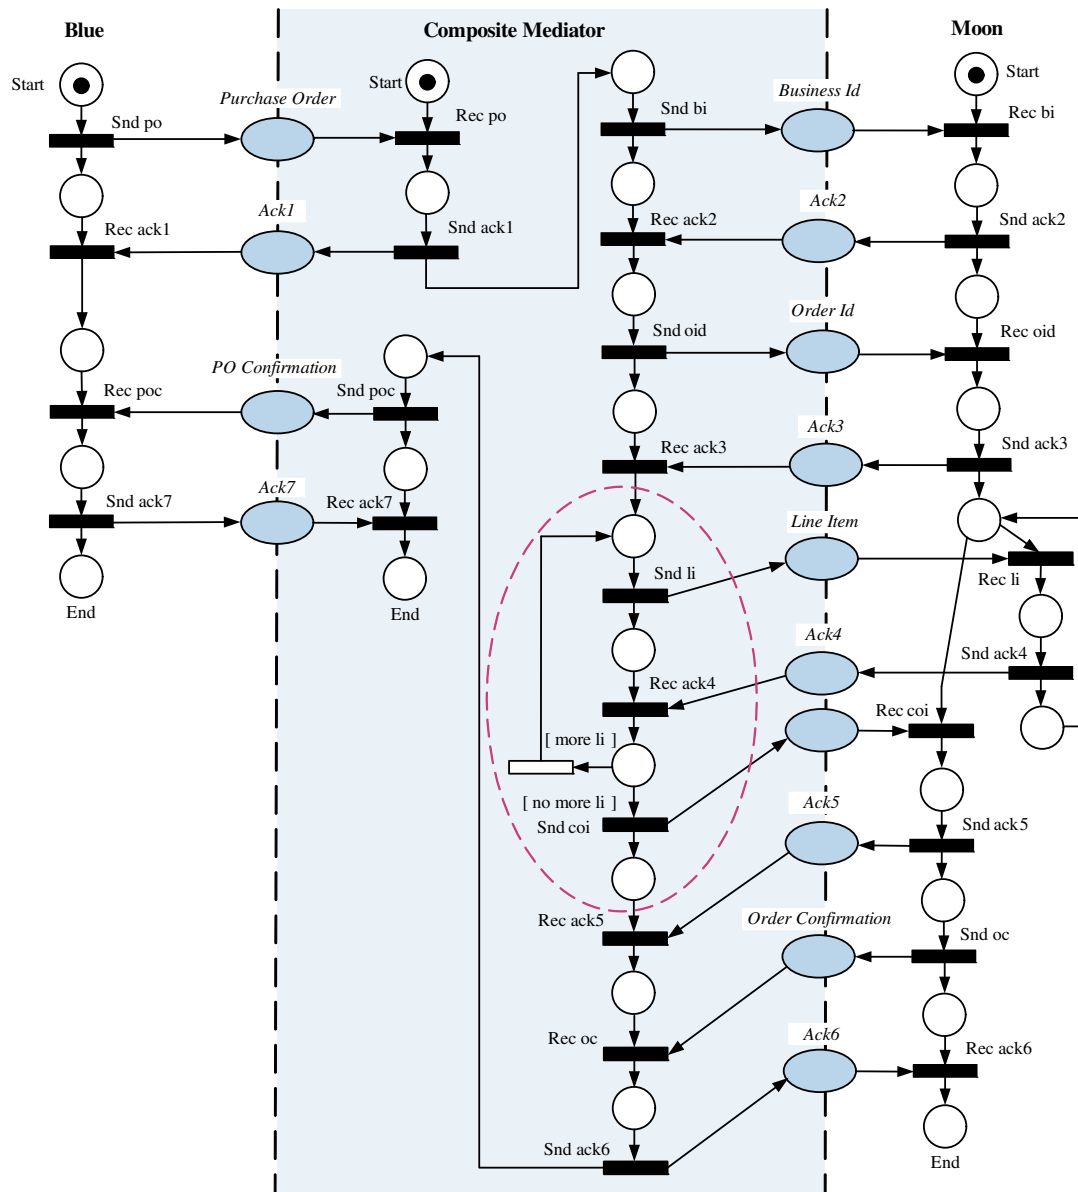 Blue
Composite Mediator
Moon
Start
Start
Start
Purchase Order
Business Id
Snd po
Rec po
Snd bi
Rec bi
Ack1
Ack2
Rec ack1
Snd ack1
Rec ack2
Snd ack2
Order Id
Snd oid
Rec oid
PO Confirmation
Rec poc
Snd poc
Ack3
Rec ack3
Snd ack3
Ack7
Snd ack7
Rec ack7
Line Item
Snd li
Rec li
End
End
Ack4
Snd ack4
Rec ack4
Rec coi
[ more li ]
[ no more li ]
Snd coi
Ack5
Snd ack5
Rec ack5
Order Confirmation
Snd oc
Rec oc
Ack6
Rec ack6
Snd ack6
End